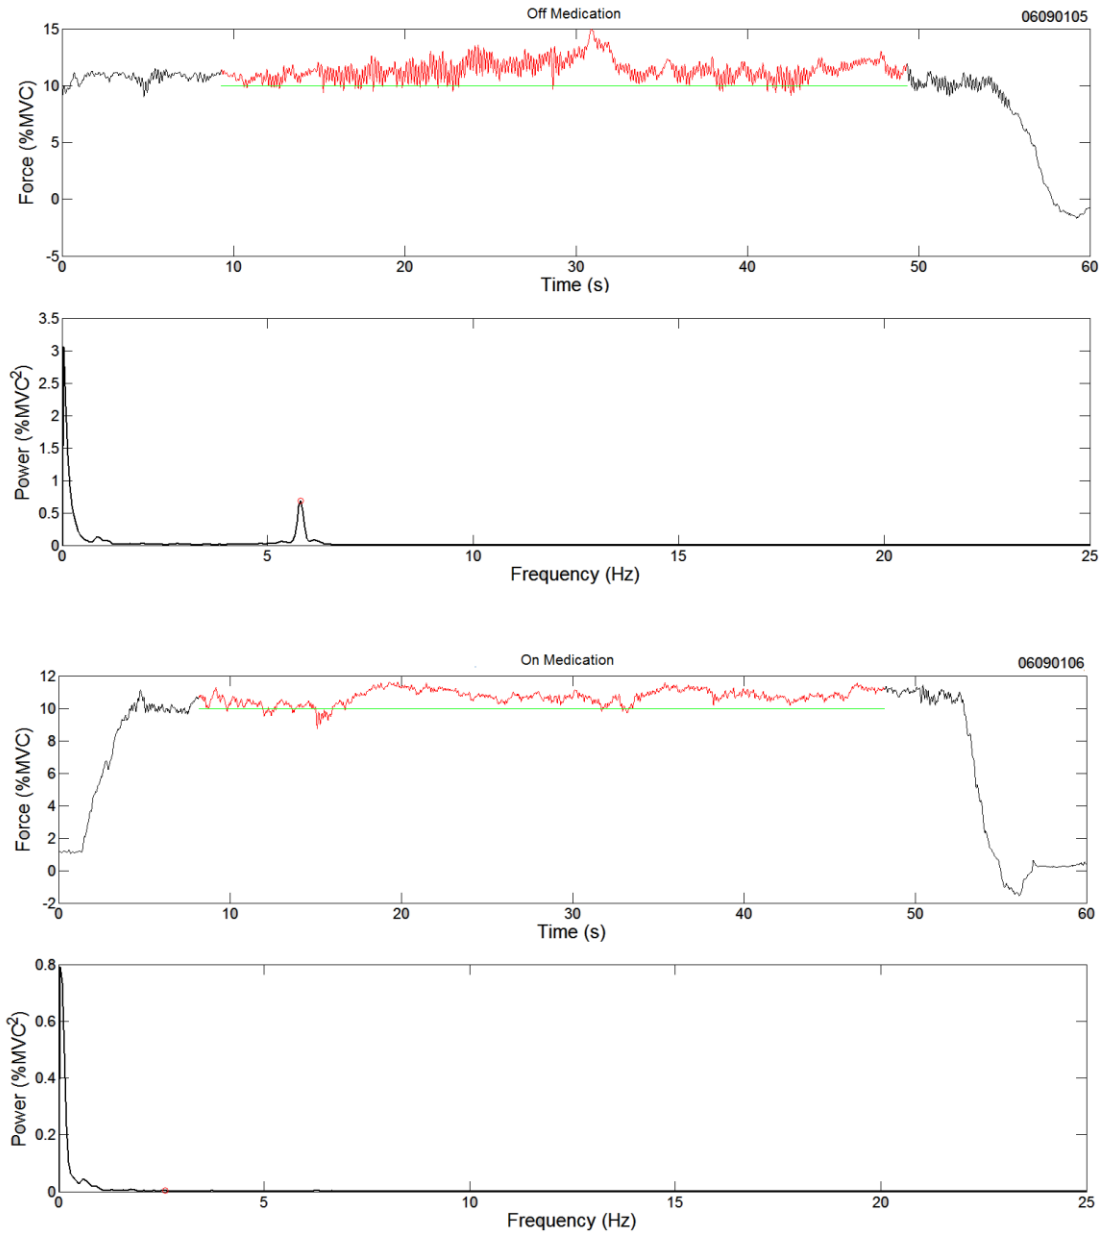 Off Medication
06090105
Force (%MVC)
15
10
5
0
-5
0 10 20 30 40 50 60
Time (s)
Power (%MVC²)
3.5
3
2.5
2
1.5
1
0.5
0
0 5 10 15 20 25
Frequency (Hz)
On Medication
06090106
Force (%MVC)
12
10
8
6
4
2
0
-2
0 10 20 30 40 50 60
Time (s)
Power (%MVC²)
0.8
0.6
0.4
0.2
0
0 5 10 15 20 25
Frequency (Hz)